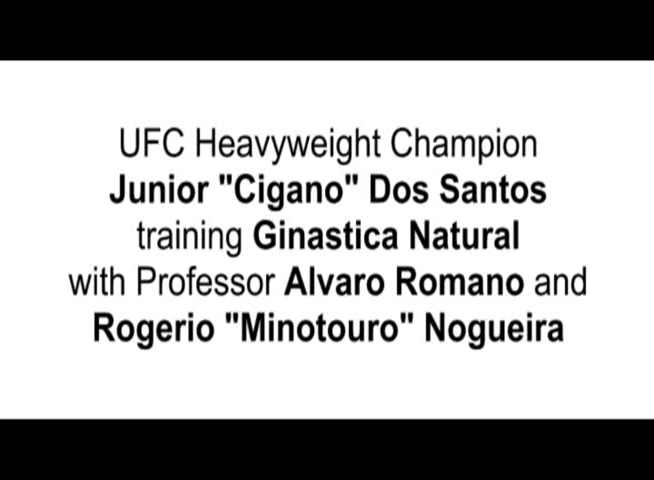 UFC Heavyweight Champion
Junior "Cigano" Dos Santos
training Ginastica Natural
with Professor Alvaro Romano and
Rogerio "Minotouro" Nogueira